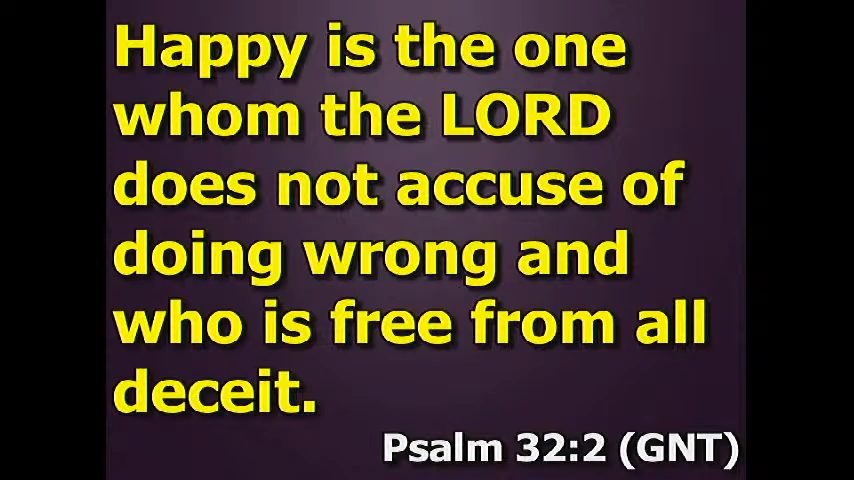 Happy is the one
whom the LORD
does not accuse of
doing wrong and
who is free from all
deceit.
Psalm 32:2 (GNT)